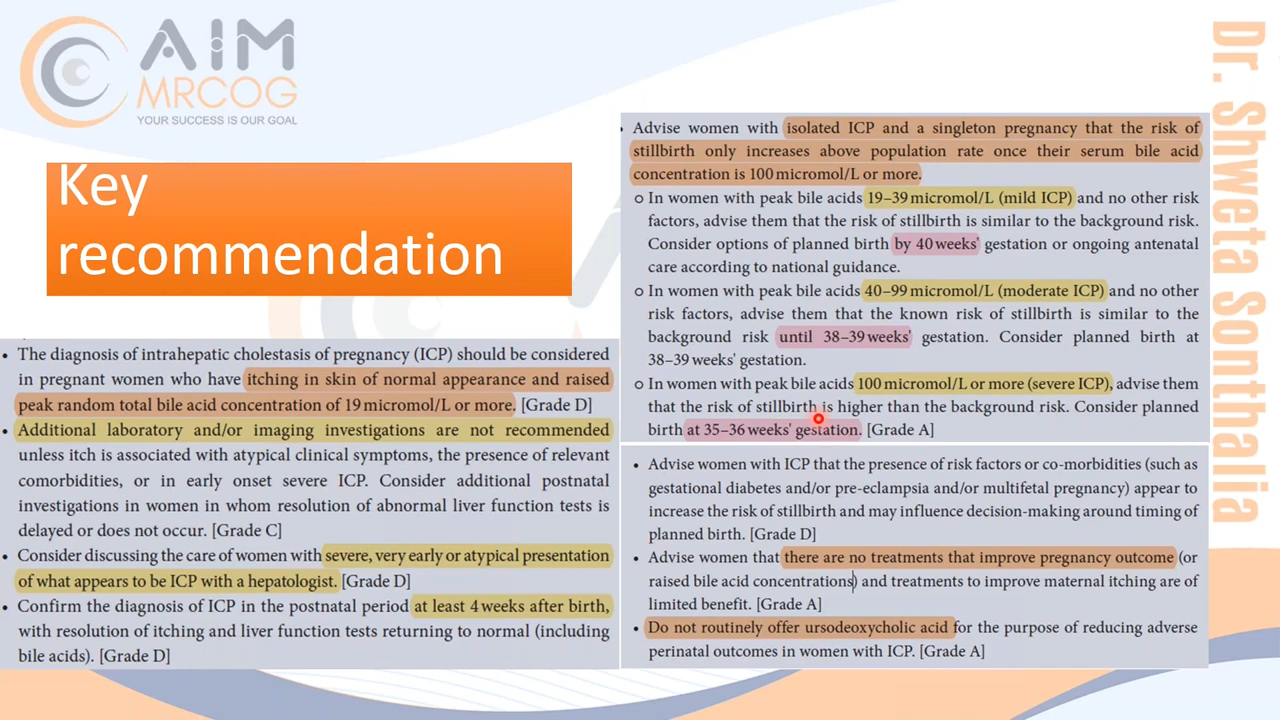 AIM
MRCOG
YOUR SUCCESS IS OUR GOAL
Key
recommendation
• The diagnosis of intrahepatic cholestasis of pregnancy (ICP) should be considered
in pregnant women who have itching in skin of normal appearance and raised
peak random total bile acid concentration of 19 micromol/L or more. [Grade D]
• Additional laboratory and/or imaging investigations are not recommended
unless itch is associated with atypical clinical symptoms, the presence of relevant
comorbidities, or in early onset severe ICP. Consider additional postnatal
investigations in women in whom resolution of abnormal liver function tests is
delayed or does not occur. [Grade C]
• Consider discussing the care of women with severe, very early or atypical presentation
of what appears to be ICP with a hepatologist. [Grade D]
• Confirm the diagnosis of ICP in the postnatal period at least 4 weeks after birth,
with resolution of itching and liver function tests returning to normal (including
bile acids). [Grade D]
• Advise women with isolated ICP and a singleton pregnancy that the risk of
stillbirth only increases above population rate once their serum bile acid
concentration is 100 micromol/L or more.
○ In women with peak bile acids 19–39 micromol/L (mild ICP) and no other risk
factors, advise them that the risk of stillbirth is similar to the background risk.
Consider options of planned birth by 40 weeks' gestation or ongoing antenatal
care according to national guidance.
○ In women with peak bile acids 40–99 micromol/L (moderate ICP) and no other
risk factors, advise them that the known risk of stillbirth is similar to the
background risk until 38–39 weeks' gestation. Consider planned birth at
38–39 weeks' gestation.
○ In women with peak bile acids 100 micromol/L or more (severe ICP), advise them
that the risk of stillbirth is higher than the background risk. Consider planned
birth at 35–36 weeks' gestation. [Grade A]
• Advise women with ICP that the presence of risk factors or co-morbidities (such as
gestational diabetes and/or pre-eclampsia and/or multifetal pregnancy) appear to
increase the risk of stillbirth and may influence decision-making around timing of
planned birth. [Grade D]
• Advise women that there are no treatments that improve pregnancy outcome (or
raised bile acid concentrations) and treatments to improve maternal itching are of
limited benefit. [Grade A]
• Do not routinely offer ursodeoxycholic acid for the purpose of reducing adverse
perinatal outcomes in women with ICP. [Grade A]
Dr. Shweta Sonthalia